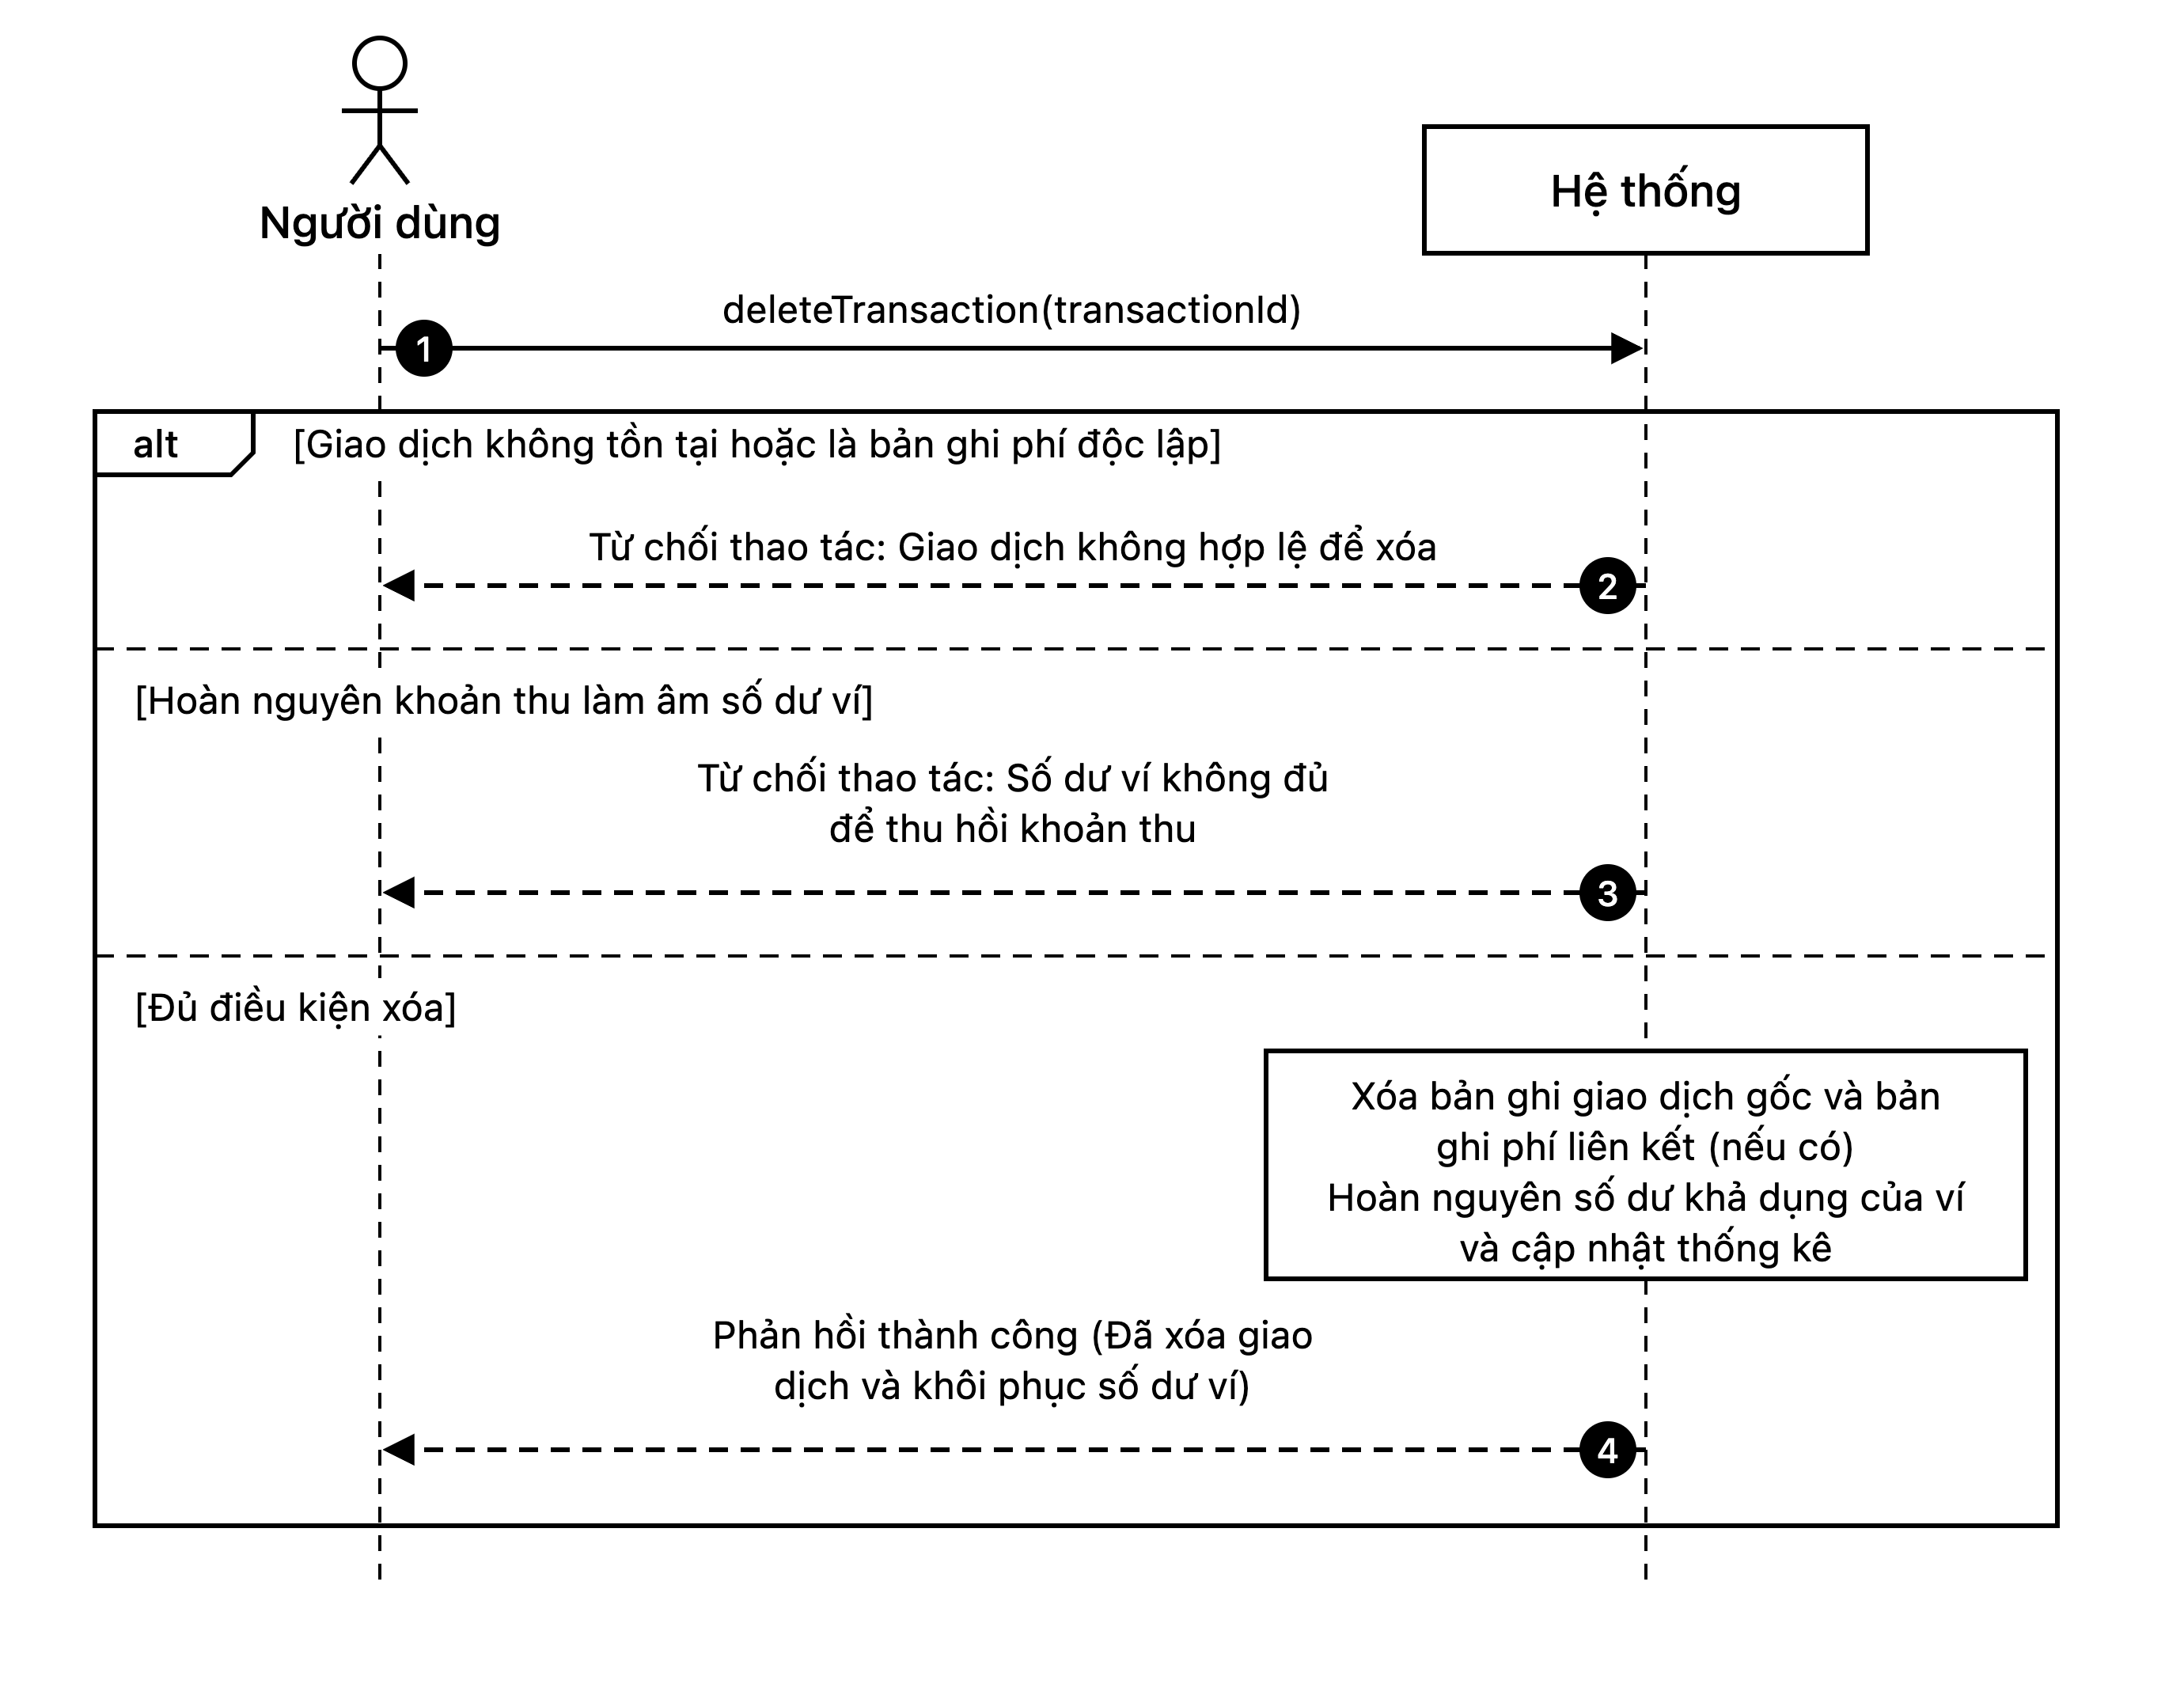 Người dùng
Hệ thống
deleteTransaction(transactionId)
1
alt
[Giao dịch không tồn tại hoặc là bản ghi phí độc lập]
Từ chối thao tác: Giao dịch không hợp lệ để xóa
2
[Hoàn nguyên khoản thu làm âm số dư ví]
Từ chối thao tác: Số dư ví không đủ
để thu hồi khoản thu
3
[Đủ điều kiện xóa]
Xóa bản ghi giao dịch gốc và bản
ghi phí liên kết (nếu có)
Hoàn nguyên số dư khả dụng của ví
và cập nhật thống kê
Phản hồi thành công (Đã xóa giao
dịch và khôi phục số dư ví)
4